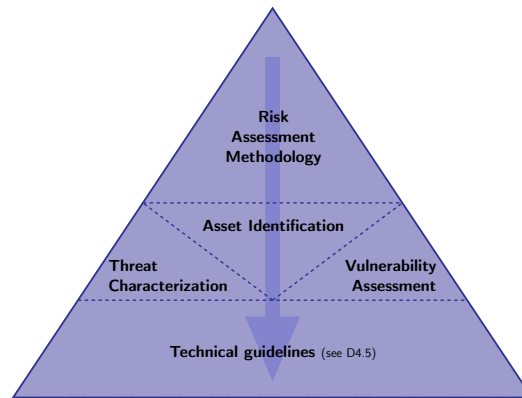 Risk
Assessment
Methodology
Asset Identification
Threat
Characterization
Vulnerability
Assessment
Technical guidelines (see D4.5)